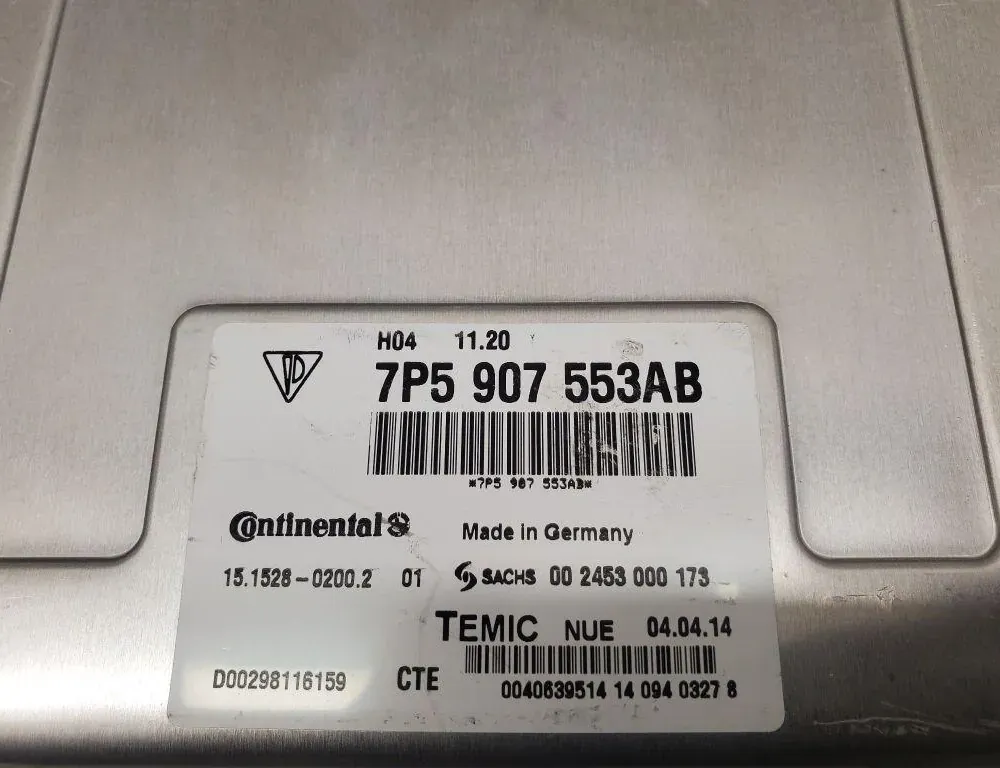 H04 11.20
7P5 907 553AB
*7P5 907 553AB*
Continental
Made in Germany
15.1528-0200.2 01
SACHS 00 2453 000 173
TEMIC NUE 04.04.14
D00298116159 CTE
0040639514 14 094 0327 8